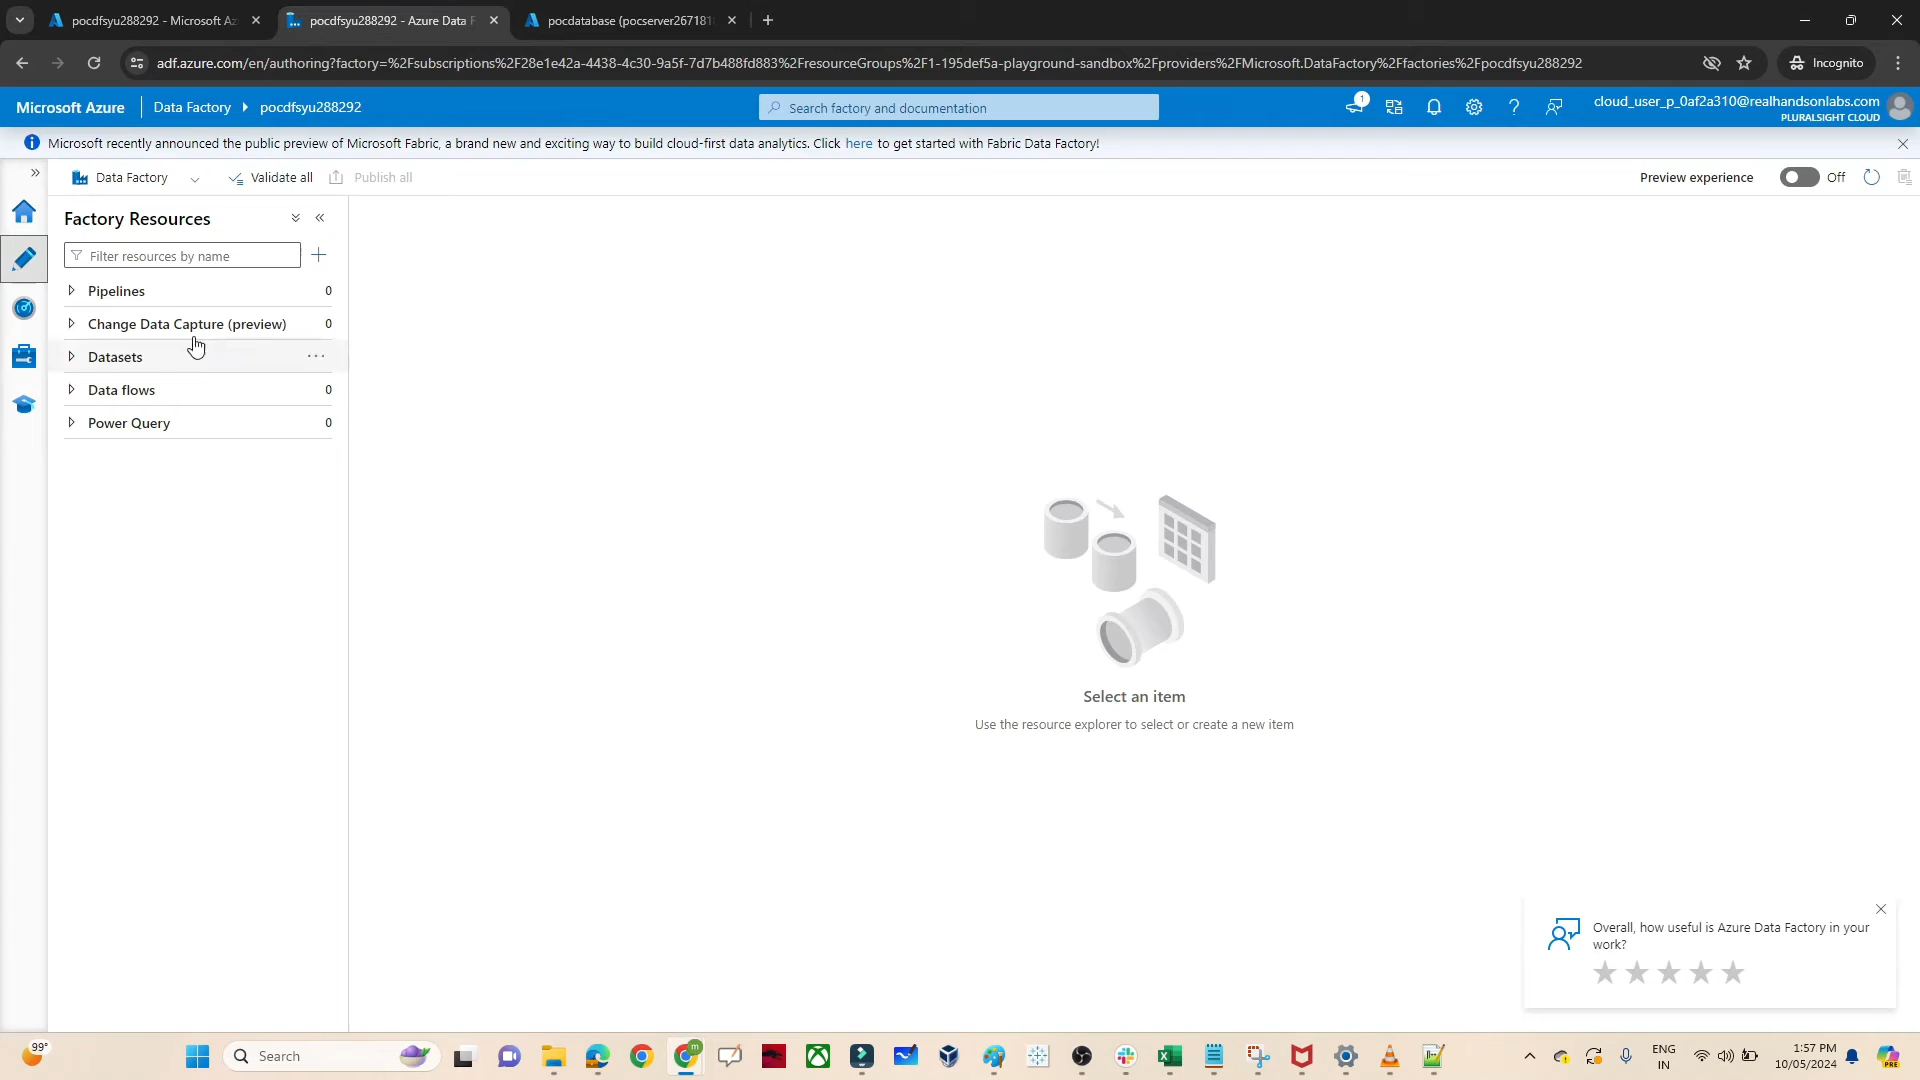 pocdfsyu288292 - Microsoft Az
pocdfsyu288292 - Azure Data F
pocdatabase (pocserver267181
adf.azure.com/en/authoring?factory=%2Fsubscriptions%2F28e1e42a-4438-4c30-9a5f-7d7b488fd883%2FresourceGroups%2F1-195def5a-playground-sandbox%2Fproviders%2FMicrosoft.DataFactory%2Ffactories%2Fpocdfsyu288292
Incognito
Microsoft Azure
Data Factory
pocdfsyu288292
Search factory and documentation
1
cloud_user_p_0af2a310@realhandsonlabs.com
PLURALSIGHT CLOUD
Microsoft recently announced the public preview of Microsoft Fabric, a brand new and exciting way to build cloud-first data analytics. Click here to get started with Fabric Data Factory!
Data Factory
Validate all
Publish all
Preview experience
Off
Factory Resources
Filter resources by name
Pipelines 0
Change Data Capture (preview) 0
Datasets
Data flows 0
Power Query 0
Select an item
Use the resource explorer to select or create a new item
Overall, how useful is Azure Data Factory in your
work?
99°
Search
m
ENG
IN
1:57 PM
10/05/2024
PRE